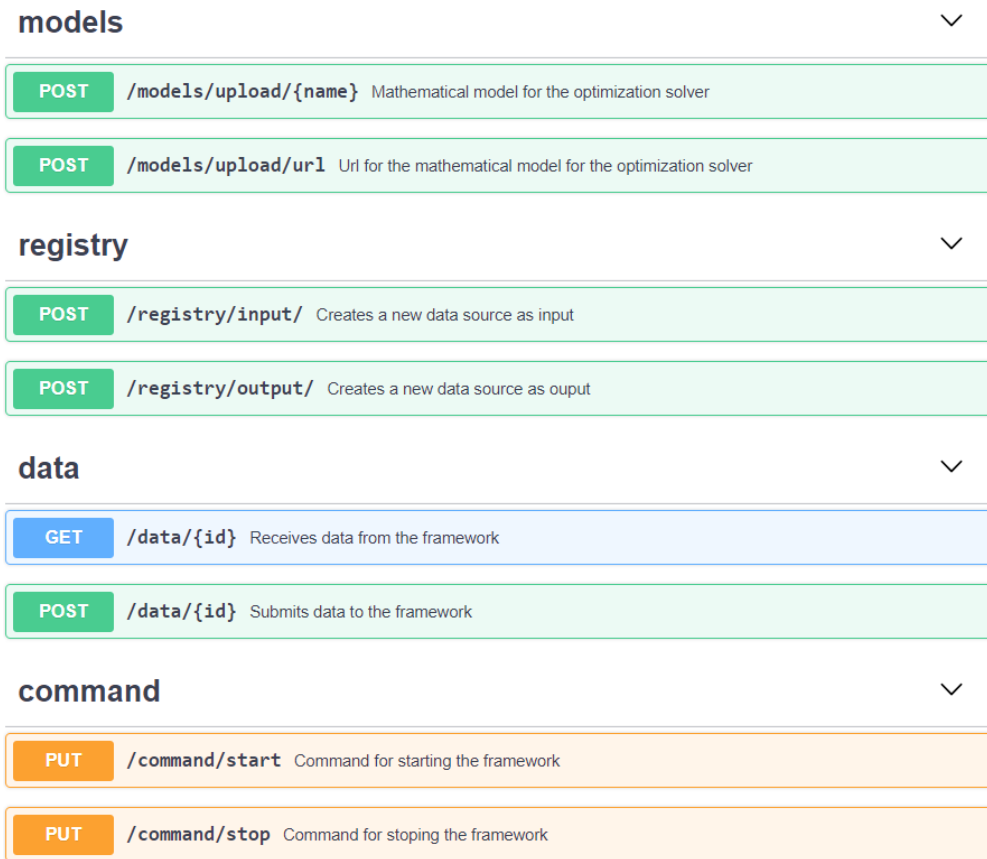 models
POST /models/upload/{name} Mathematical model for the optimization solver
POST /models/upload/url Url for the mathematical model for the optimization solver
registry
POST /registry/input/ Creates a new data source as input
POST /registry/output/ Creates a new data source as ouput
data
GET /data/{id} Receives data from the framework
POST /data/{id} Submits data to the framework
command
PUT /command/start Command for starting the framework
PUT /command/stop Command for stoping the framework